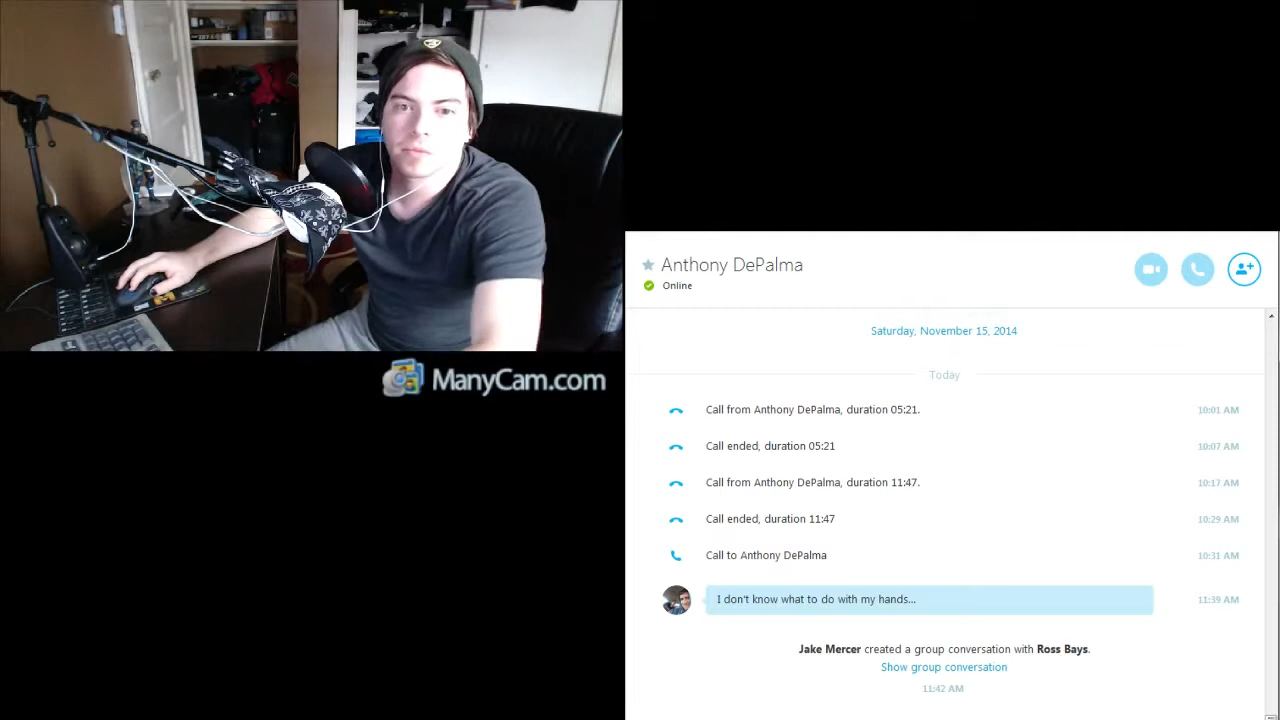 ManyCam.com
Anthony DePalma
Online
Saturday, November 15, 2014
Today
Call from Anthony DePalma, duration 05:21. 10:01 AM
Call ended, duration 05:21 10:07 AM
Call from Anthony DePalma, duration 11:47. 10:17 AM
Call ended, duration 11:47 10:29 AM
Call to Anthony DePalma 10:31 AM
I don't know what to do with my hands... 11:39 AM
Jake Mercer created a group conversation with Ross Bays.
Show group conversation
11:42 AM